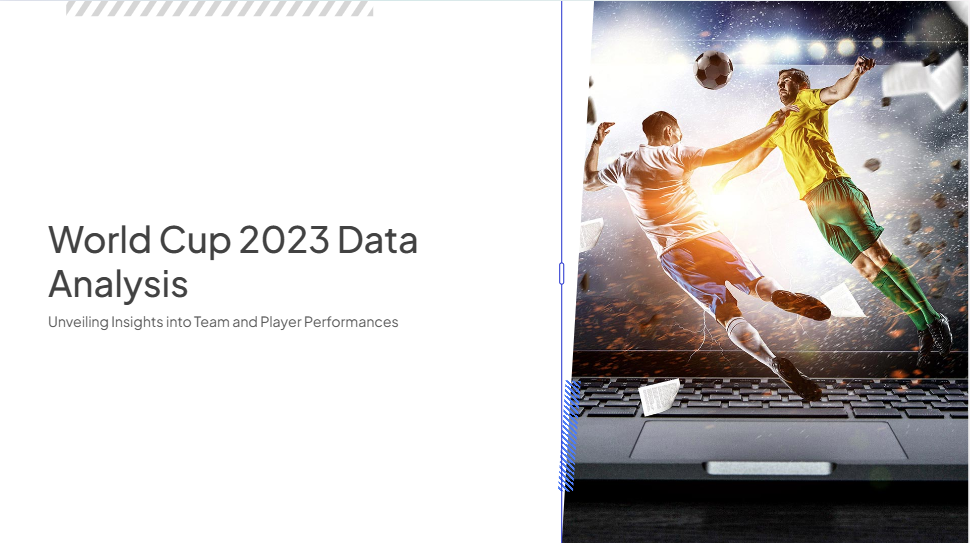 World Cup 2023 Data
Analysis
Unveiling Insights into Team and Player Performances